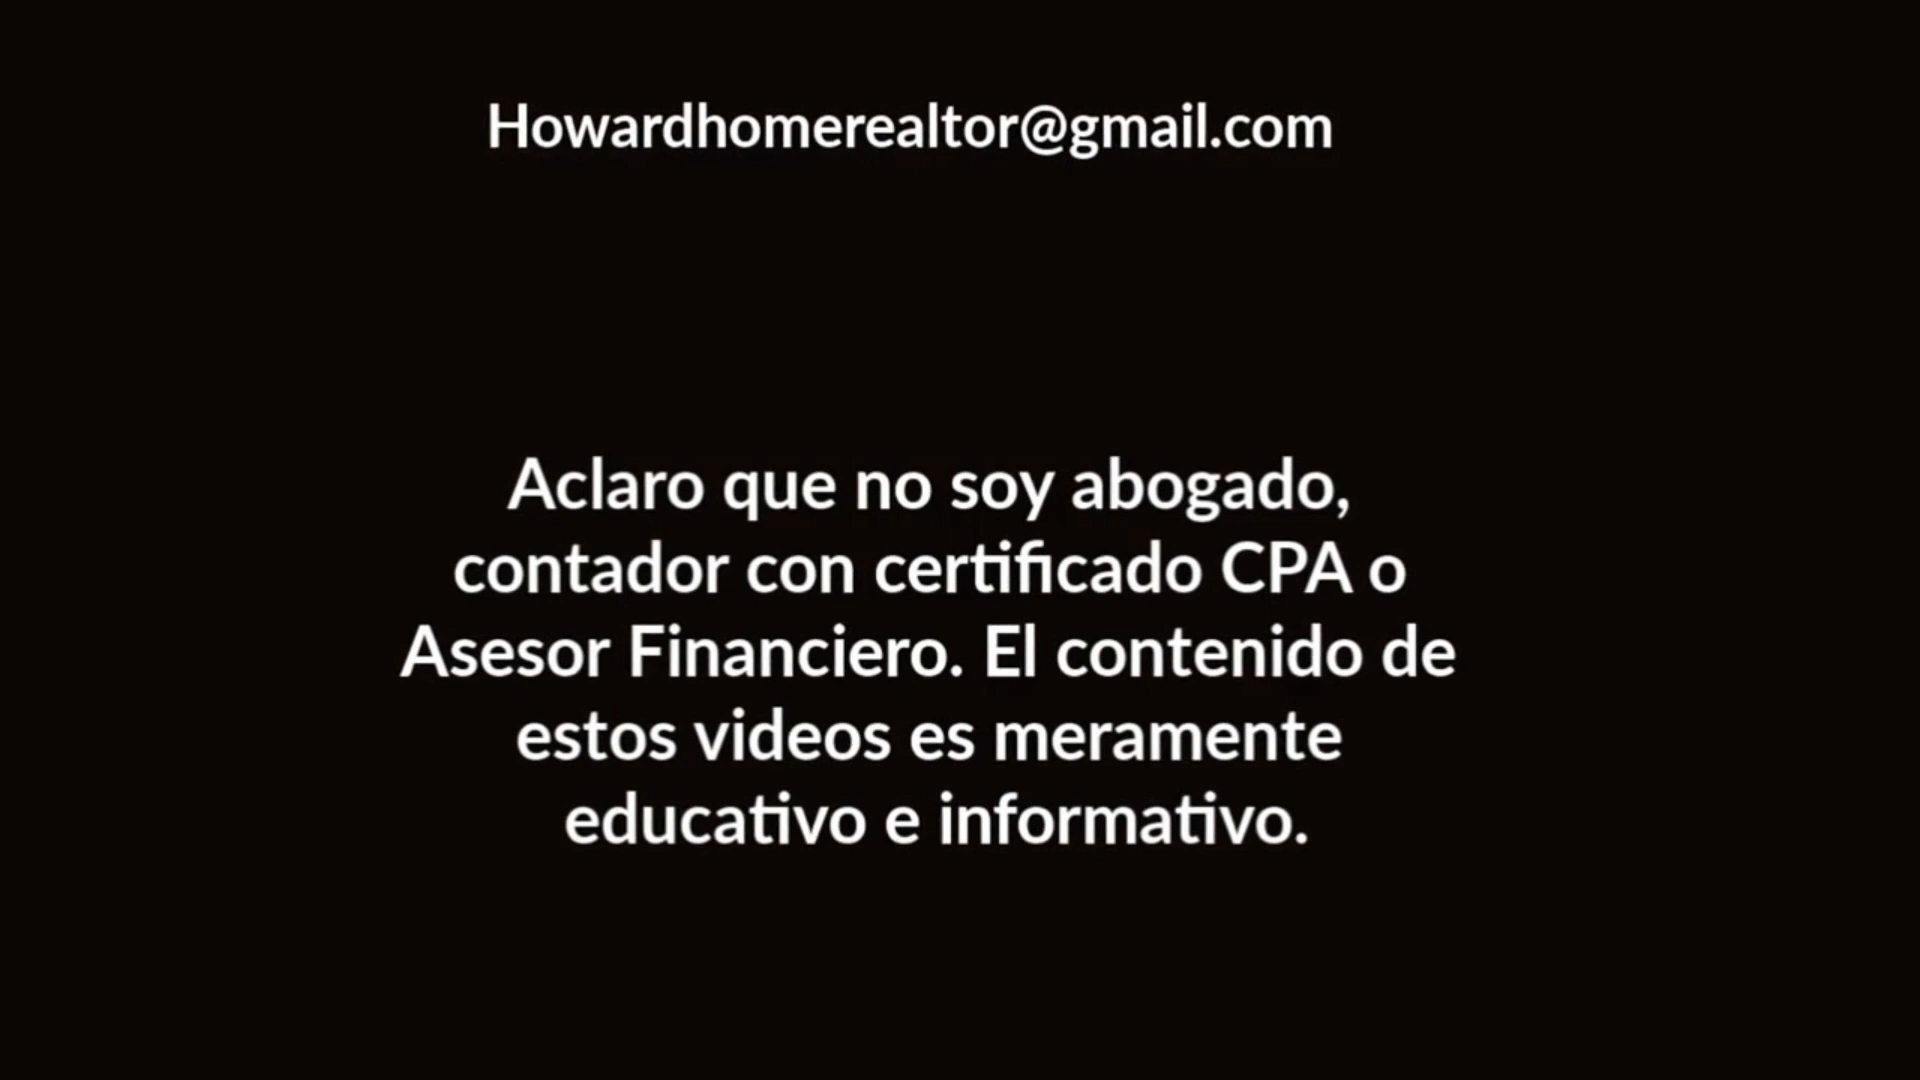 Howardhomerealtor@gmail.com
Aclaro que no soy abogado,
contador con certificado CPA o
Asesor Financiero. El contenido de
estos videos es meramente
educativo e informativo.